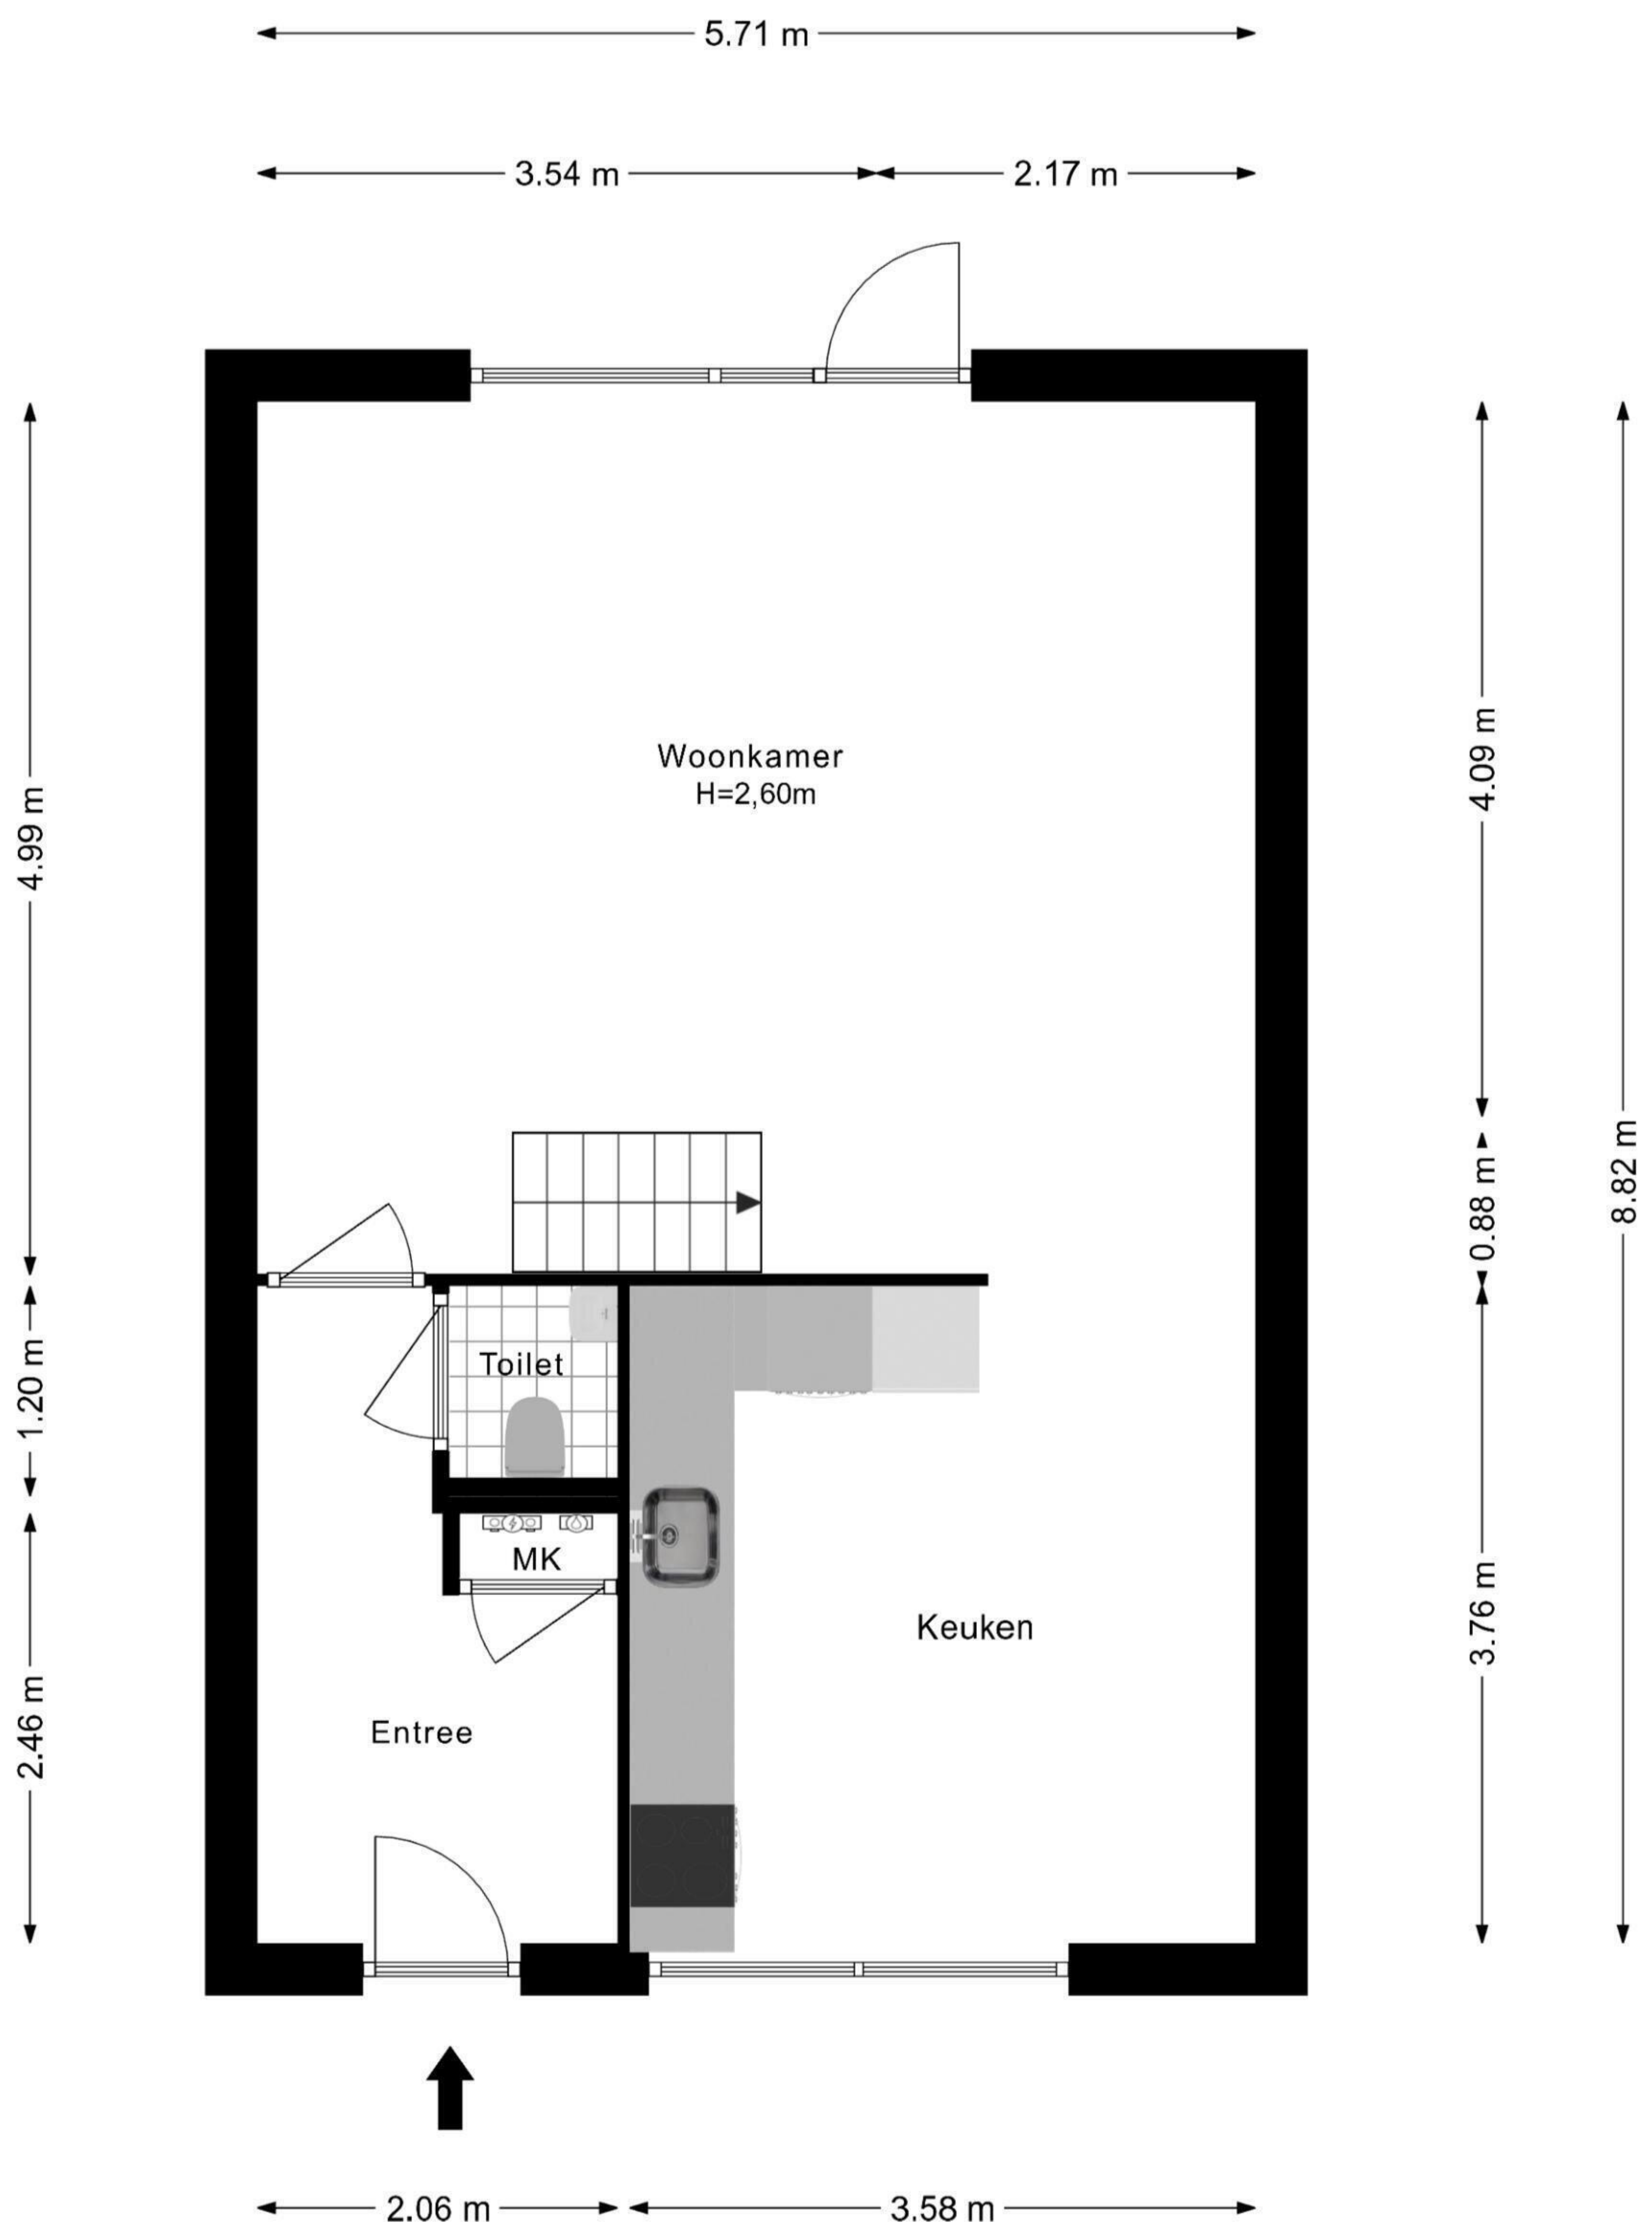 5.71 m
3.54 m
2.17 m
Woonkamer
H=2,60m
4.99 m
4.09 m
0.88 m
8.82 m
1.20 m
Toilet
MK
Keuken
3.76 m
2.46 m
Entree
2.06 m
3.58 m